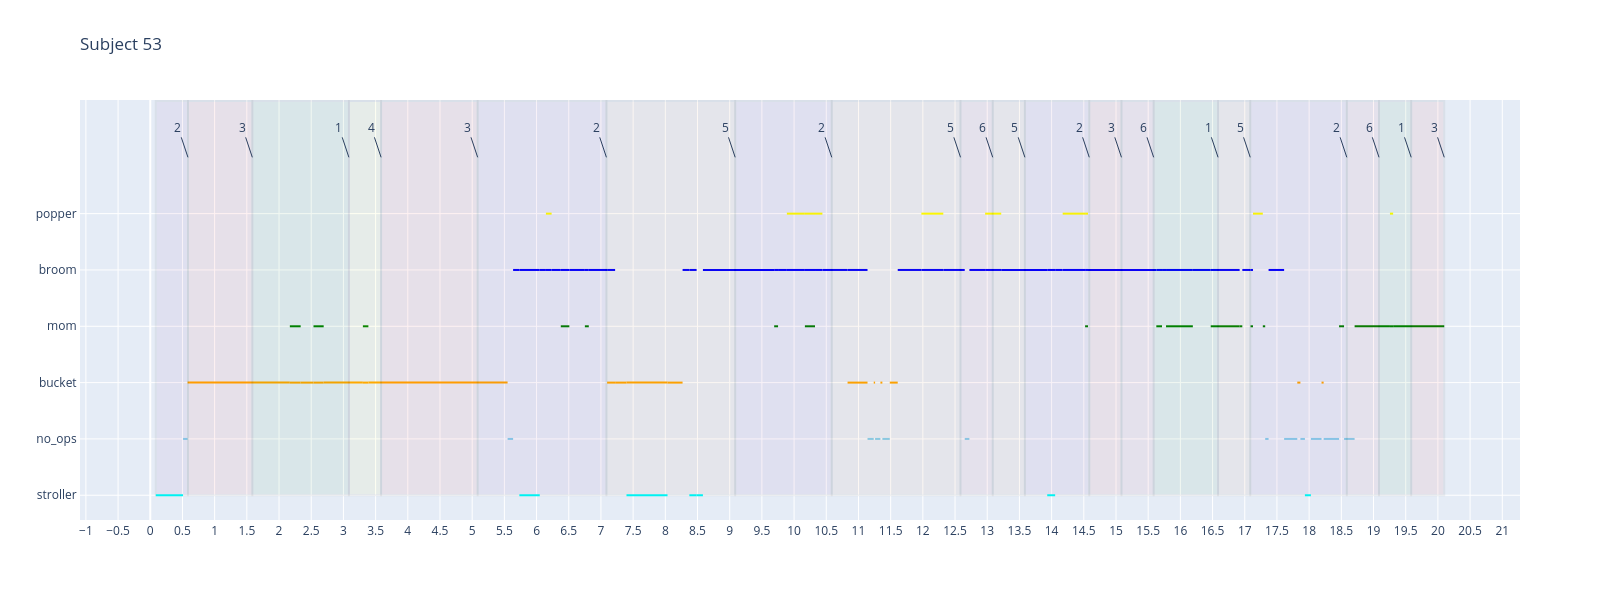 Subject 53
2 3 1 4 3 2 5 2 5 6 5 2 3 6 1 5 2 6 1 3
popper
broom
mom
bucket
no_ops
stroller
−1 −0.5 0 0.5 1 1.5 2 2.5 3 3.5 4 4.5 5 5.5 6 6.5 7 7.5 8 8.5 9 9.5 10 10.5 11 11.5 12 12.5 13 13.5 14 14.5 15 15.5 16 16.5 17 17.5 18 18.5 19 19.5 20 20.5 21